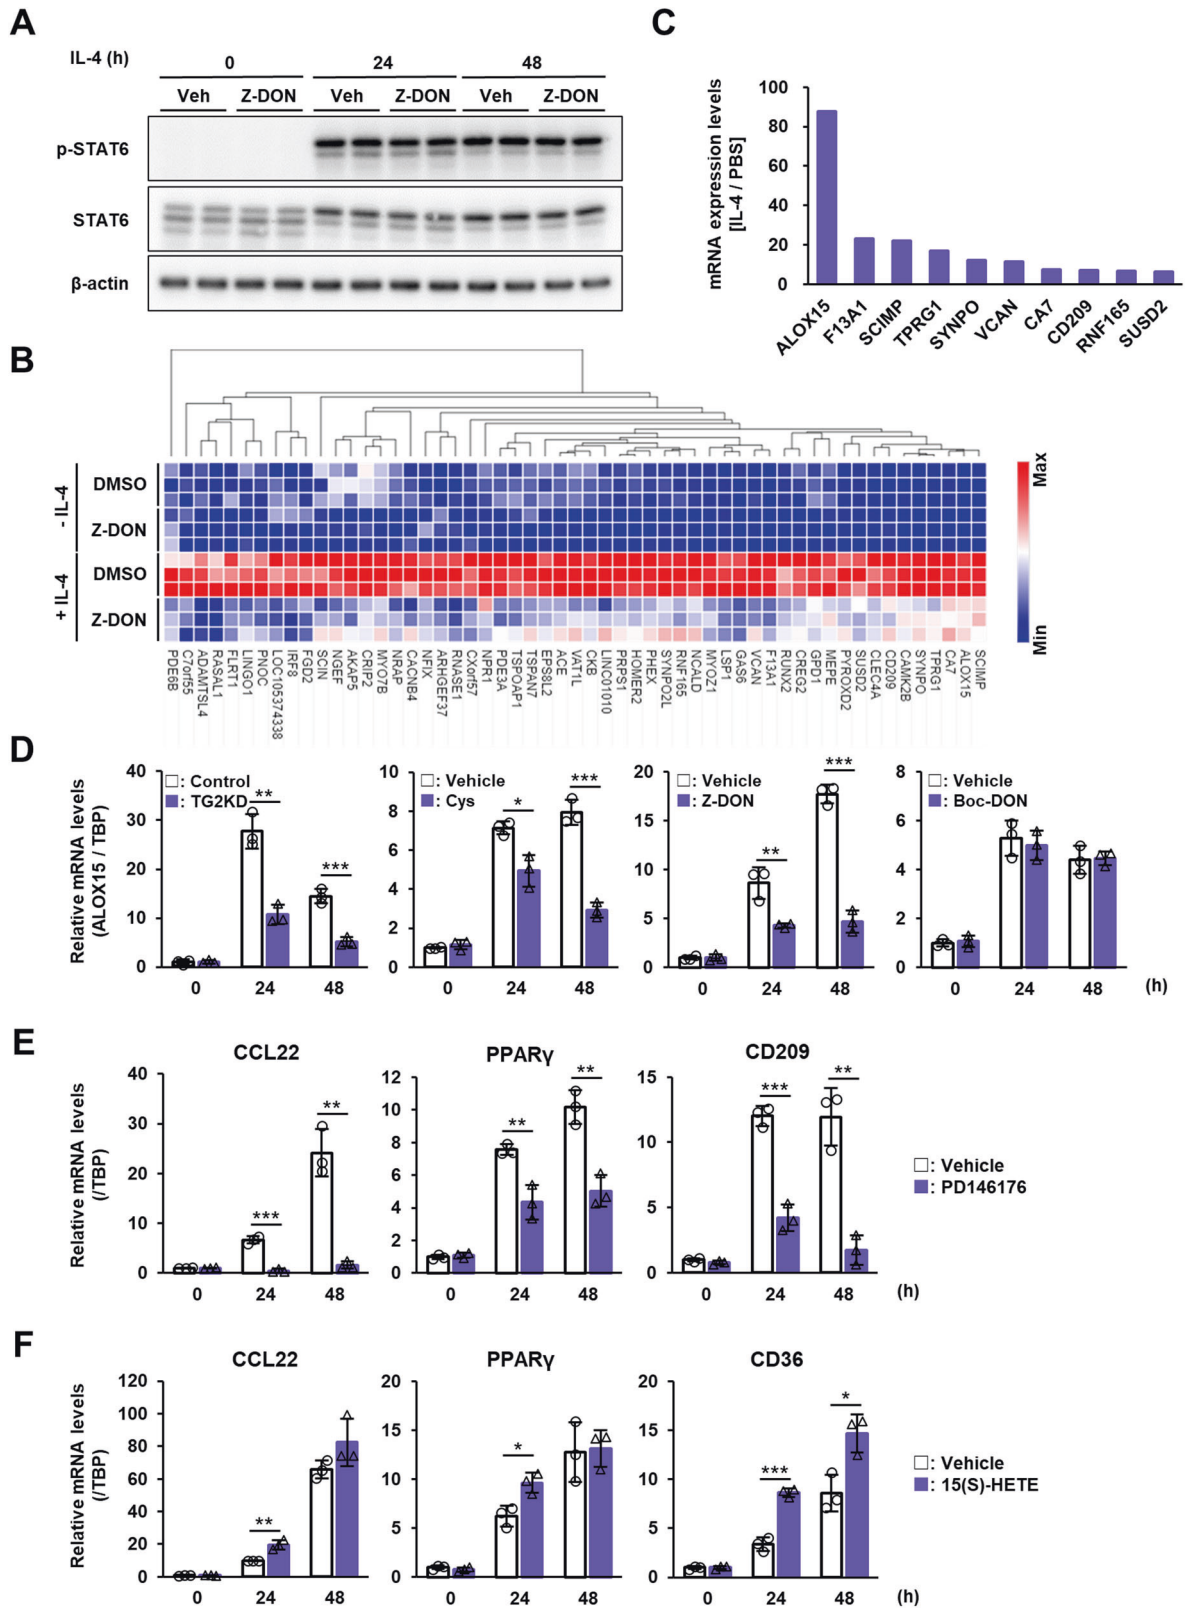 A
IL-4 (h)
0
24
48
Veh
Z-DON
Veh
Z-DON
Veh
Z-DON
p-STAT6
STAT6
β-actin
C
mRNA expression levels
[IL-4 / PBS]
100
80
60
40
20
0
ALOX15
F13A1
SCIMP
TPRG1
SYNPO
VCAN
CA7
CD209
RNF165
SUSD2
B
- IL-4
DMSO
Z-DON
+ IL-4
DMSO
Z-DON
Max
Min
PDE6B
C7orf55
ADAMTSL4
RASAL1
FLRT1
LINGO1
PNOC
LOC105374338
IRF8
FGD2
SCIN
NGEF
AKAP5
CRIP2
MYO7B
NRAP
CACNB4
NFIX
ARHGEF37
RNASE1
CXorf57
NPR1
PDE3A
TSPOAP1
TSPAN7
EPS8L2
ACE
VAT1L
CKB
LINC01010
PRPS1
HOMER2
PHEX
SYNPO2L
RNF165
NCALD
MYOZ1
LSP1
GAS6
VCAN
F13A1
RUNX2
CREG2
GPD1
MEPE
PYROXD2
SUSD2
CLEC4A
CD209
CAMK2B
SYNPO
TPRG1
CA7
ALOX15
SCIMP
D
Relative mRNA levels
(ALOX15 / TBP)
40
30
20
10
0
: Control
: TG2KD
**
***
0 24 48
10
8
6
4
2
0
: Vehicle
: Cys
*
***
0 24 48
20
15
10
5
0
: Vehicle
: Z-DON
**
***
0 24 48
8
6
4
2
0
: Vehicle
: Boc-DON
0 24 48 (h)
E
Relative mRNA levels
(/TBP)
CCL22
40
30
20
10
0
***
**
0 24 48
PPARγ
12
10
8
6
4
2
0
**
**
0 24 48
CD209
15
10
5
0
***
**
0 24 48 (h)
: Vehicle
: PD146176
F
Relative mRNA levels
(/TBP)
CCL22
120
100
80
60
40
20
0
**
0 24 48
PPARγ
20
15
10
5
0
*
0 24 48
CD36
20
15
10
5
0
***
*
0 24 48 (h)
: Vehicle
: 15(S)-HETE